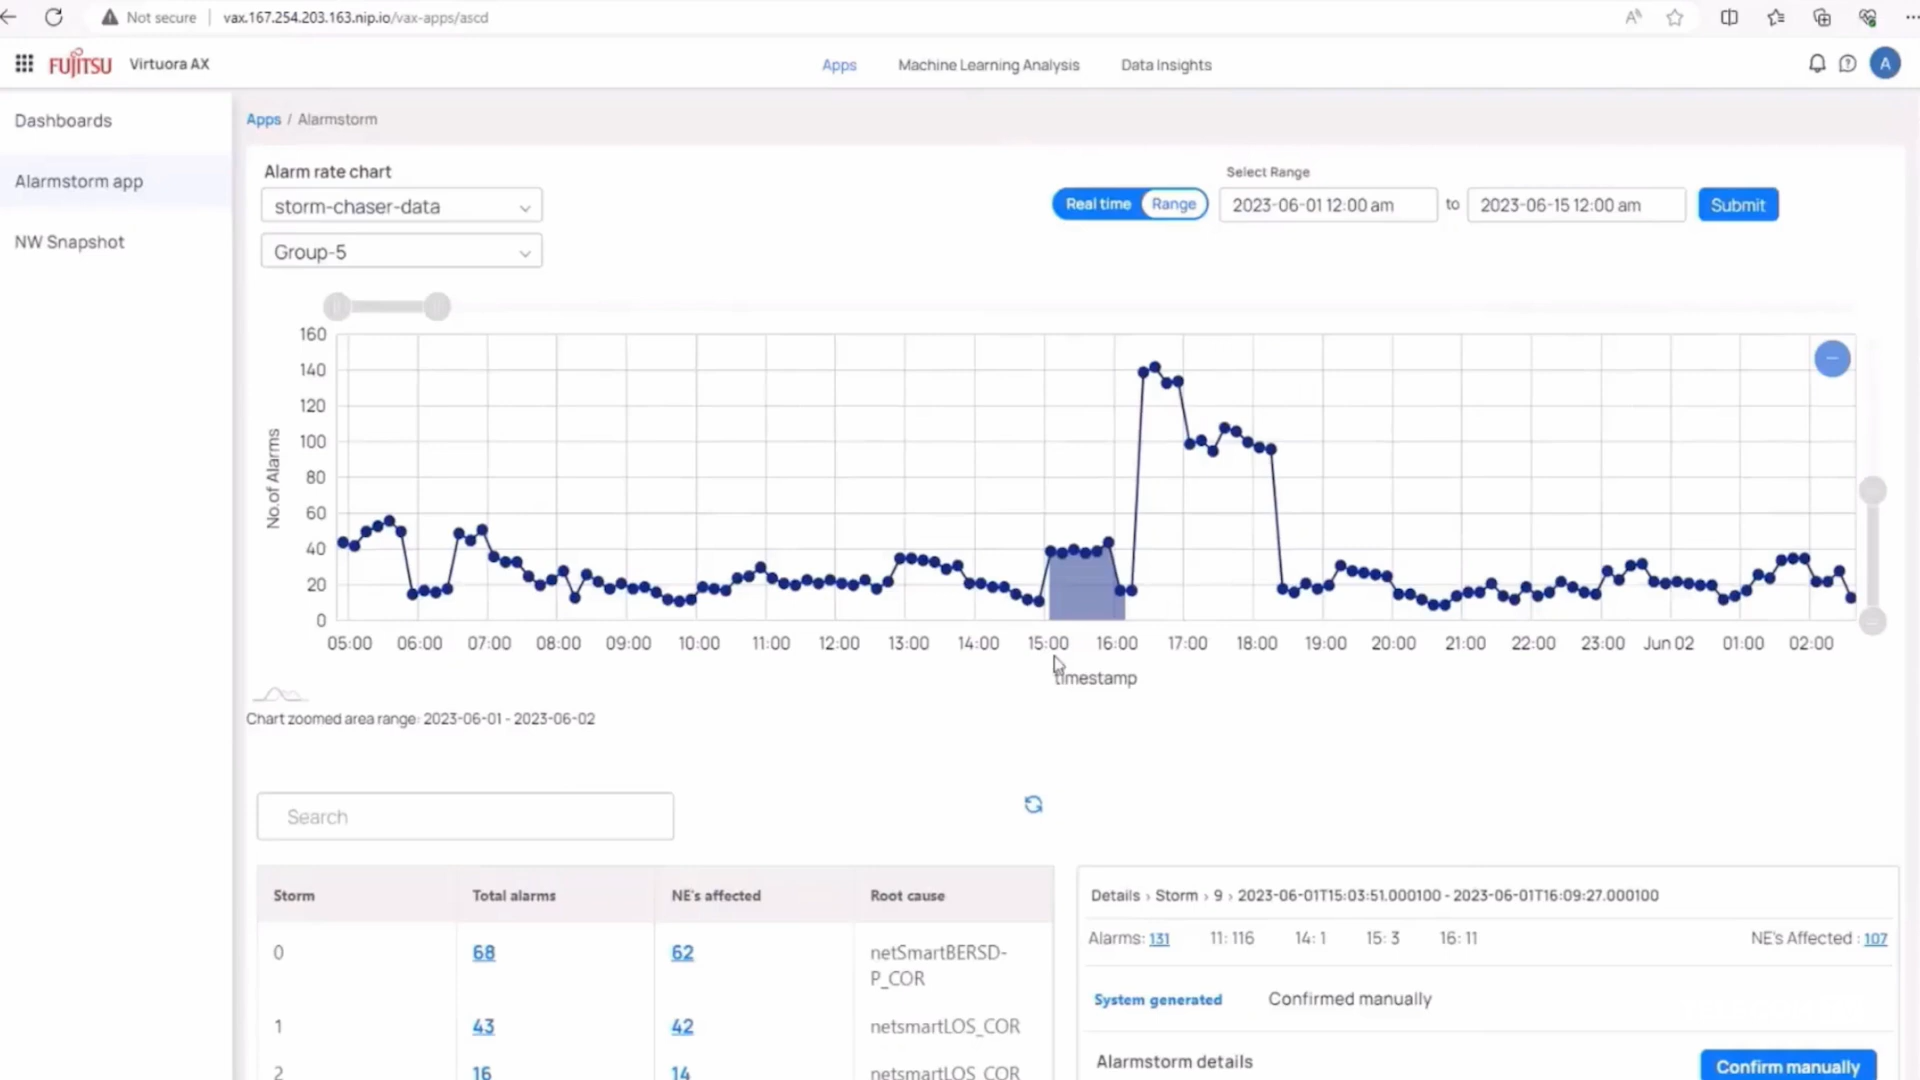 Not secure vax.167.254.203.163.nip.io/vax-apps/ascd
FUJITSU Virtuora AX Apps Machine Learning Analysis Data Insights A
Dashboards
Alarmstorm app
NW Snapshot
Apps / Alarmstorm
Alarm rate chart
storm-chaser-data
Group-5
Select Range
Real time Range 2023-06-01 12:00 am to 2023-06-15 12:00 am Submit
160
140
120
100
80
60
40
20
0
No.of Alarms
05:00 06:00 07:00 08:00 09:00 10:00 11:00 12:00 13:00 14:00 15:00 16:00 17:00 18:00 19:00 20:00 21:00 22:00 23:00 Jun 02 01:00 02:00
timestamp
Chart zoomed area range: 2023-06-01 - 2023-06-02
Search
Storm Total alarms NE's affected Root cause
0 68 62 netSmartBERSD-
P_COR
1 43 42 netsmartLOS_COR
2 16 14 netsmartLOS_COR
Details › Storm › 9 › 2023-06-01T15:03:51.000100 - 2023-06-01T16:09:27.000100
Alarms: 131 11: 116 14: 1 15: 3 16: 11 NE's Affected : 107
System generated Confirmed manually
Alarmstorm details Confirm manually